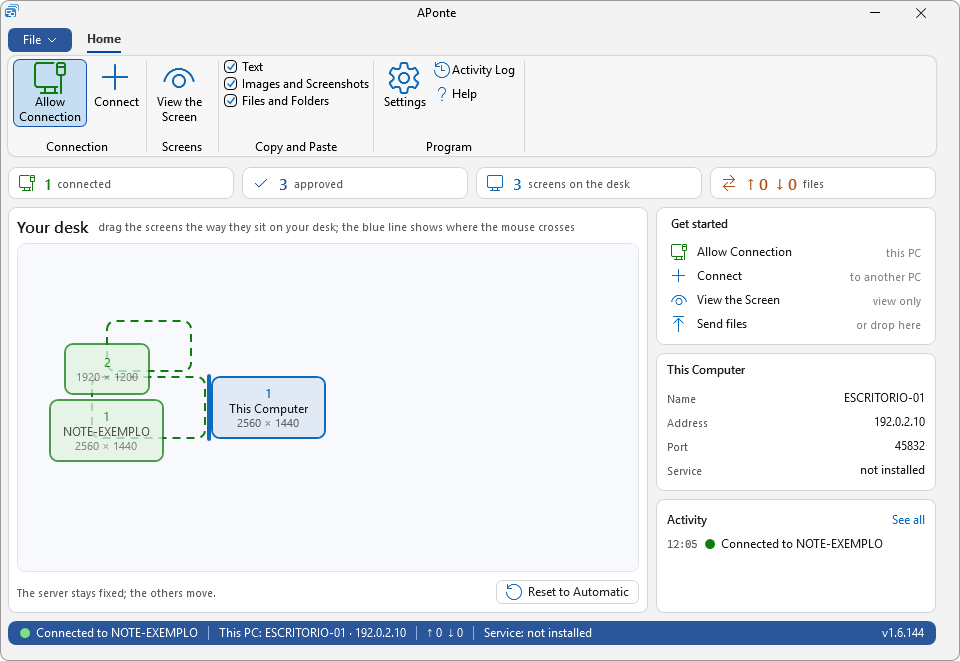 APonte
File
Home
Allow Connection
Connect
View the Screen
Text
Images and Screenshots
Files and Folders
Settings
Activity Log
Help
Connection
Screens
Copy and Paste
Program
1 connected
3 approved
3 screens on the desk
↑ 0 ↓ 0 files
Your desk drag the screens the way they sit on your desk; the blue line shows where the mouse crosses
2
1920 × 1200
1
NOTE-EXEMPLO
2560 × 1440
1
This Computer
2560 × 1440
The server stays fixed; the others move.
Reset to Automatic
Get started
Allow Connection this PC
Connect to another PC
View the Screen view only
Send files or drop here
This Computer
Name ESCRITORIO-01
Address 192.0.2.10
Port 45832
Service not installed
Activity See all
12:05 Connected to NOTE-EXEMPLO
Connected to NOTE-EXEMPLO This PC: ESCRITORIO-01 · 192.0.2.10 ↑ 0 ↓ 0 Service: not installed v1.6.144